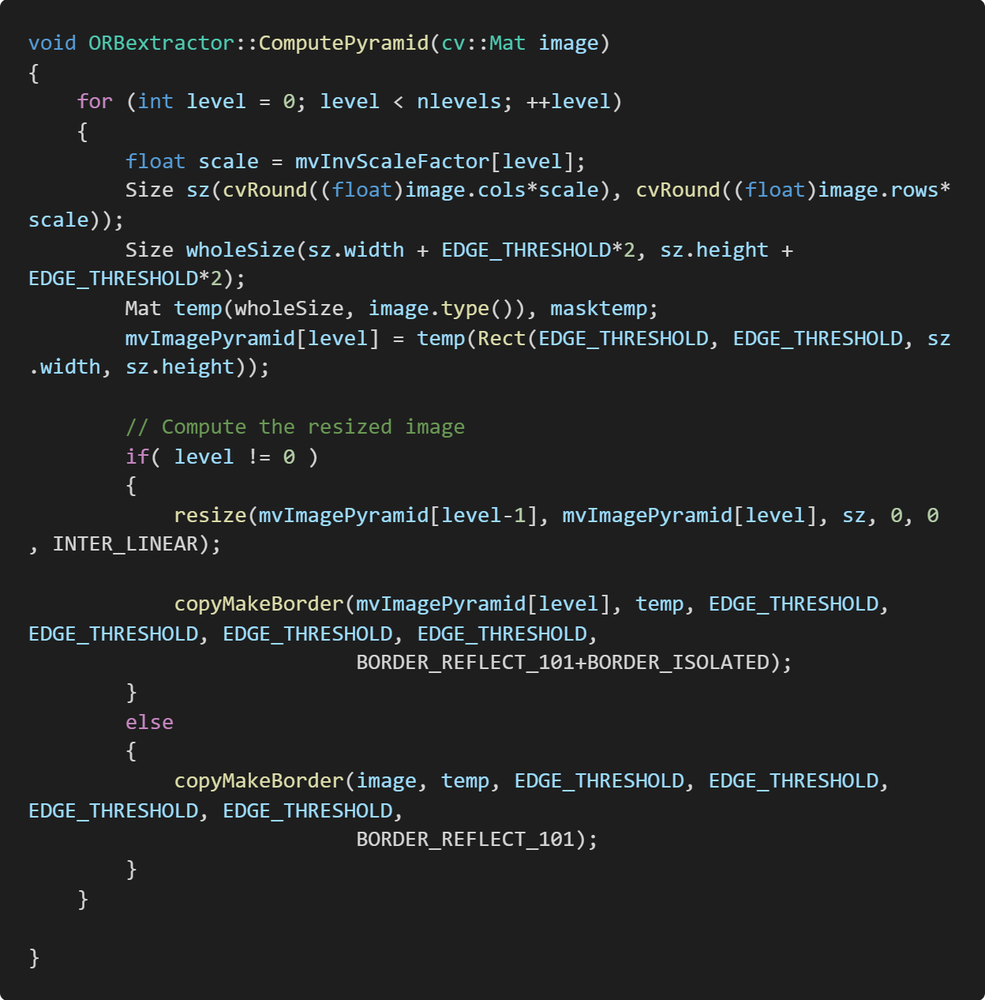 void ORBextractor::ComputePyramid(cv::Mat image)
{
    for (int level = 0; level < nlevels; ++level)
    {
        float scale = mvInvScaleFactor[level];
        Size sz(cvRound((float)image.cols*scale), cvRound((float)image.rows*
scale));
        Size wholeSize(sz.width + EDGE_THRESHOLD*2, sz.height +
EDGE_THRESHOLD*2);
        Mat temp(wholeSize, image.type()), masktemp;
        mvImagePyramid[level] = temp(Rect(EDGE_THRESHOLD, EDGE_THRESHOLD, sz
.width, sz.height));

        // Compute the resized image
        if( level != 0 )
        {
            resize(mvImagePyramid[level-1], mvImagePyramid[level], sz, 0, 0
, INTER_LINEAR);

            copyMakeBorder(mvImagePyramid[level], temp, EDGE_THRESHOLD,
EDGE_THRESHOLD, EDGE_THRESHOLD, EDGE_THRESHOLD,
                           BORDER_REFLECT_101+BORDER_ISOLATED);
        }
        else
        {
            copyMakeBorder(image, temp, EDGE_THRESHOLD, EDGE_THRESHOLD,
EDGE_THRESHOLD, EDGE_THRESHOLD,
                           BORDER_REFLECT_101);
        }
    }

}